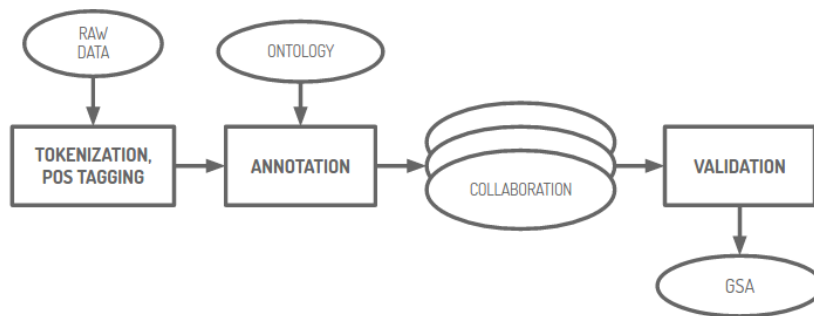 RAW
DATA
ONTOLOGY
TOKENIZATION,
POS TAGGING
ANNOTATION
COLLABORATION
VALIDATION
GSA